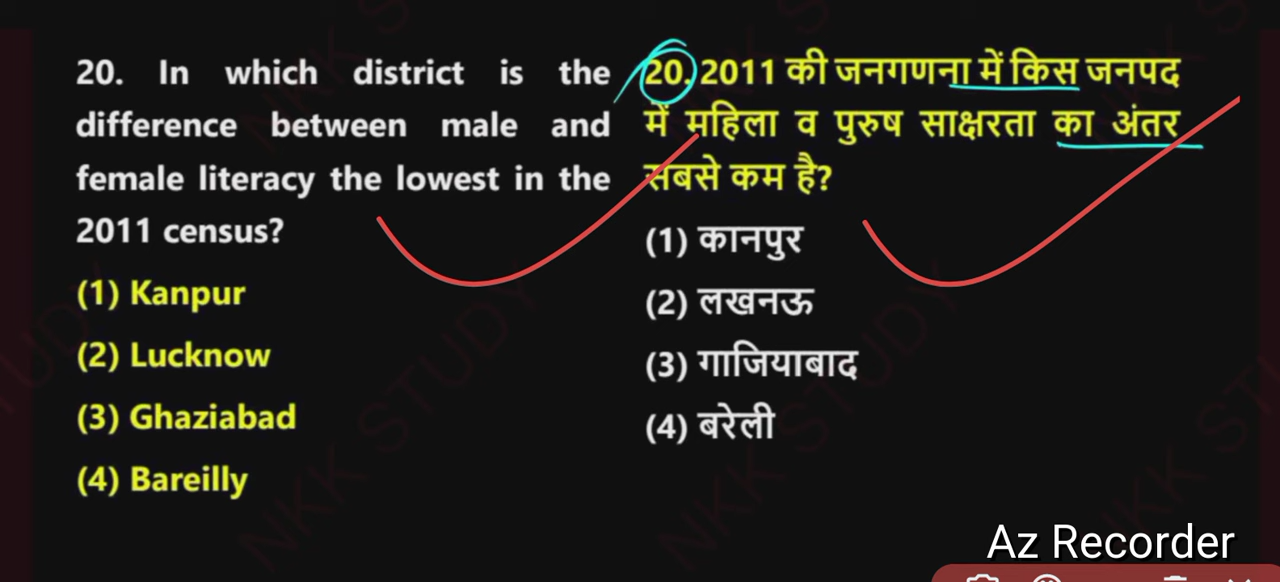 20. In which district is the
difference between male and
female literacy the lowest in the
2011 census?
(1) Kanpur
(2) Lucknow
(3) Ghaziabad
(4) Bareilly
20. 2011 की जनगणना में किस जनपद
में महिला व पुरुष साक्षरता का अंतर
सबसे कम है?
(1) कानपुर
(2) लखनऊ
(3) गाजियाबाद
(4) बरेली
NKK STUDY
Az Recorder